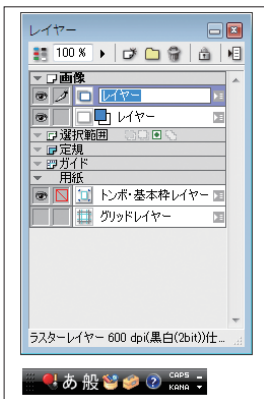 レイヤー
100 %
画像
レイヤー
レイヤー
選択範囲
定規
ガイド
用紙
トンボ・基本枠レイヤー
グリッドレイヤー
ラスターレイヤー 600 dpi(黒白(2bit))仕...
あ 般 CAPS
KANA